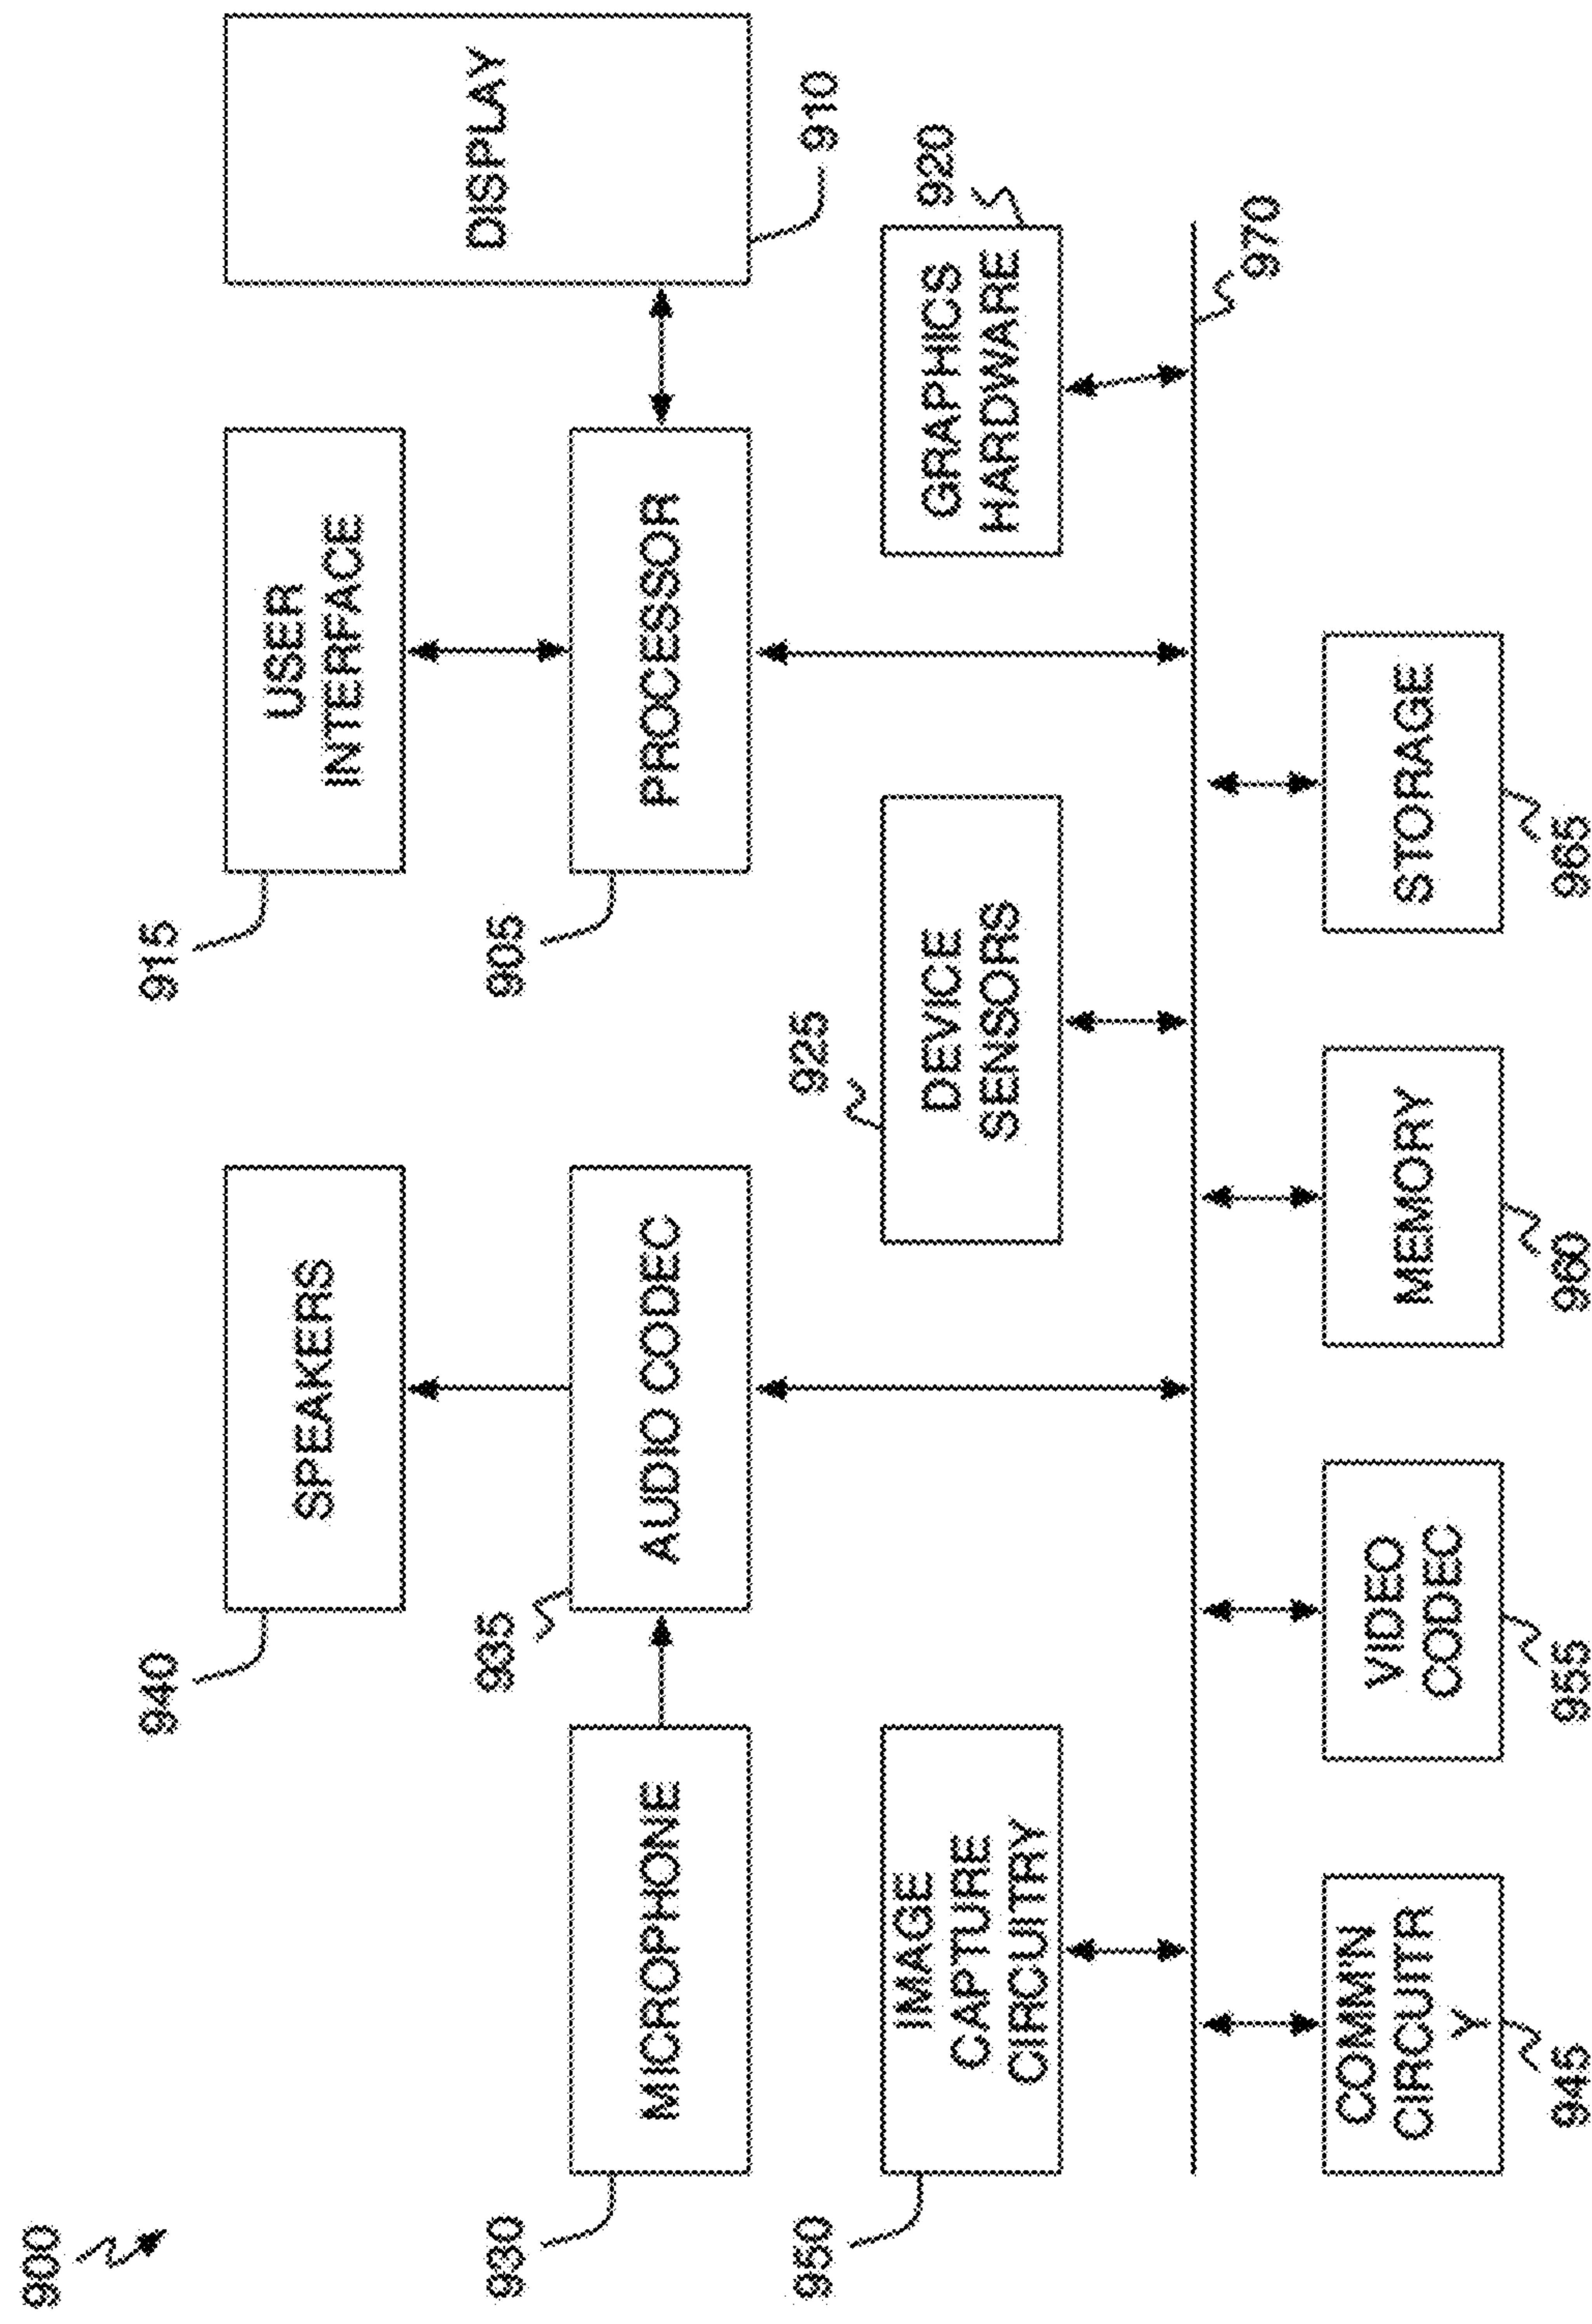 900
940
SPEAKERS
915
USER
INTERFACE
DISPLAY
910
930
MICROPHONE
935
AUDIO CODEC
905
PROCESSOR
950
IMAGE
CAPTURE
CIRCUITRY
925
DEVICE
SENSORS
920
GRAPHICS
HARDWARE
970
COMM'N
CIRCUITR
Y
945
VIDEO
CODEC
955
MEMORY
960
STORAGE
965